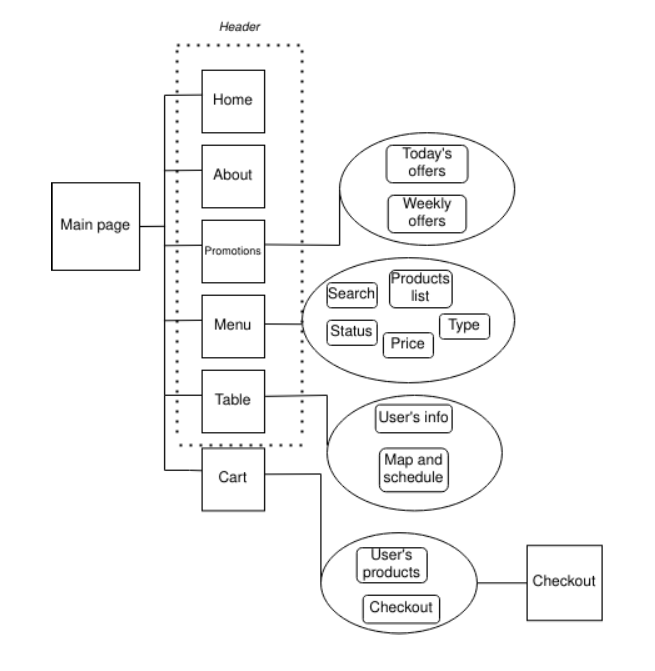 Header
Home
About
Main page
Promotions
Menu
Table
Cart
Today's
offers
Weekly
offers
Search
Products
list
Status
Type
Price
User's info
Map and
schedule
User's
products
Checkout
Checkout